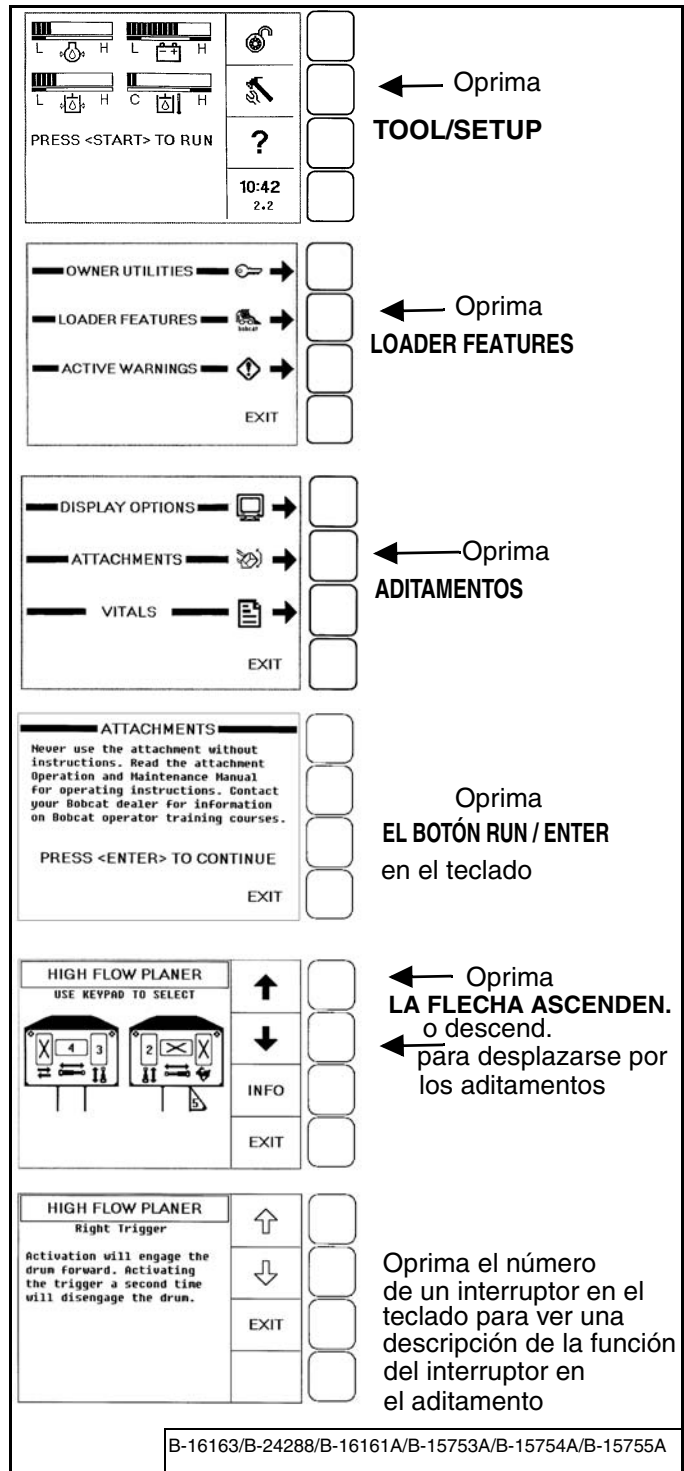 L H L H
L H C H
PRESS <START> TO RUN
?
10:42
2.2
Oprima
TOOL/SETUP
OWNER UTILITIES
LOADER FEATURES
bobcat
ACTIVE WARNINGS
EXIT
Oprima
LOADER FEATURES
DISPLAY OPTIONS
ATTACHMENTS
VITALS
EXIT
Oprima
ADITAMENTOS
ATTACHMENTS
Never use the attachment without
instructions. Read the attachment
Operation and Maintenance Manual
for operating instructions. Contact
your Bobcat dealer for information
on Bobcat operator training courses.
PRESS <ENTER> TO CONTINUE
EXIT
Oprima
EL BOTÓN RUN / ENTER
en el teclado
HIGH FLOW PLANER
USE KEYPAD TO SELECT
X 4 3 2 X X
5
INFO
EXIT
Oprima
LA FLECHA ASCENDEN.
o descend.
para desplazarse por
los aditamentos
HIGH FLOW PLANER
Right Trigger
Activation will engage the
drum forward. Activating
the trigger a second time
will disengage the drum.
EXIT
Oprima el número
de un interruptor en el
teclado para ver una
descripción de la función
del interruptor en
el aditamento
B-16163/B-24288/B-16161A/B-15753A/B-15754A/B-15755A